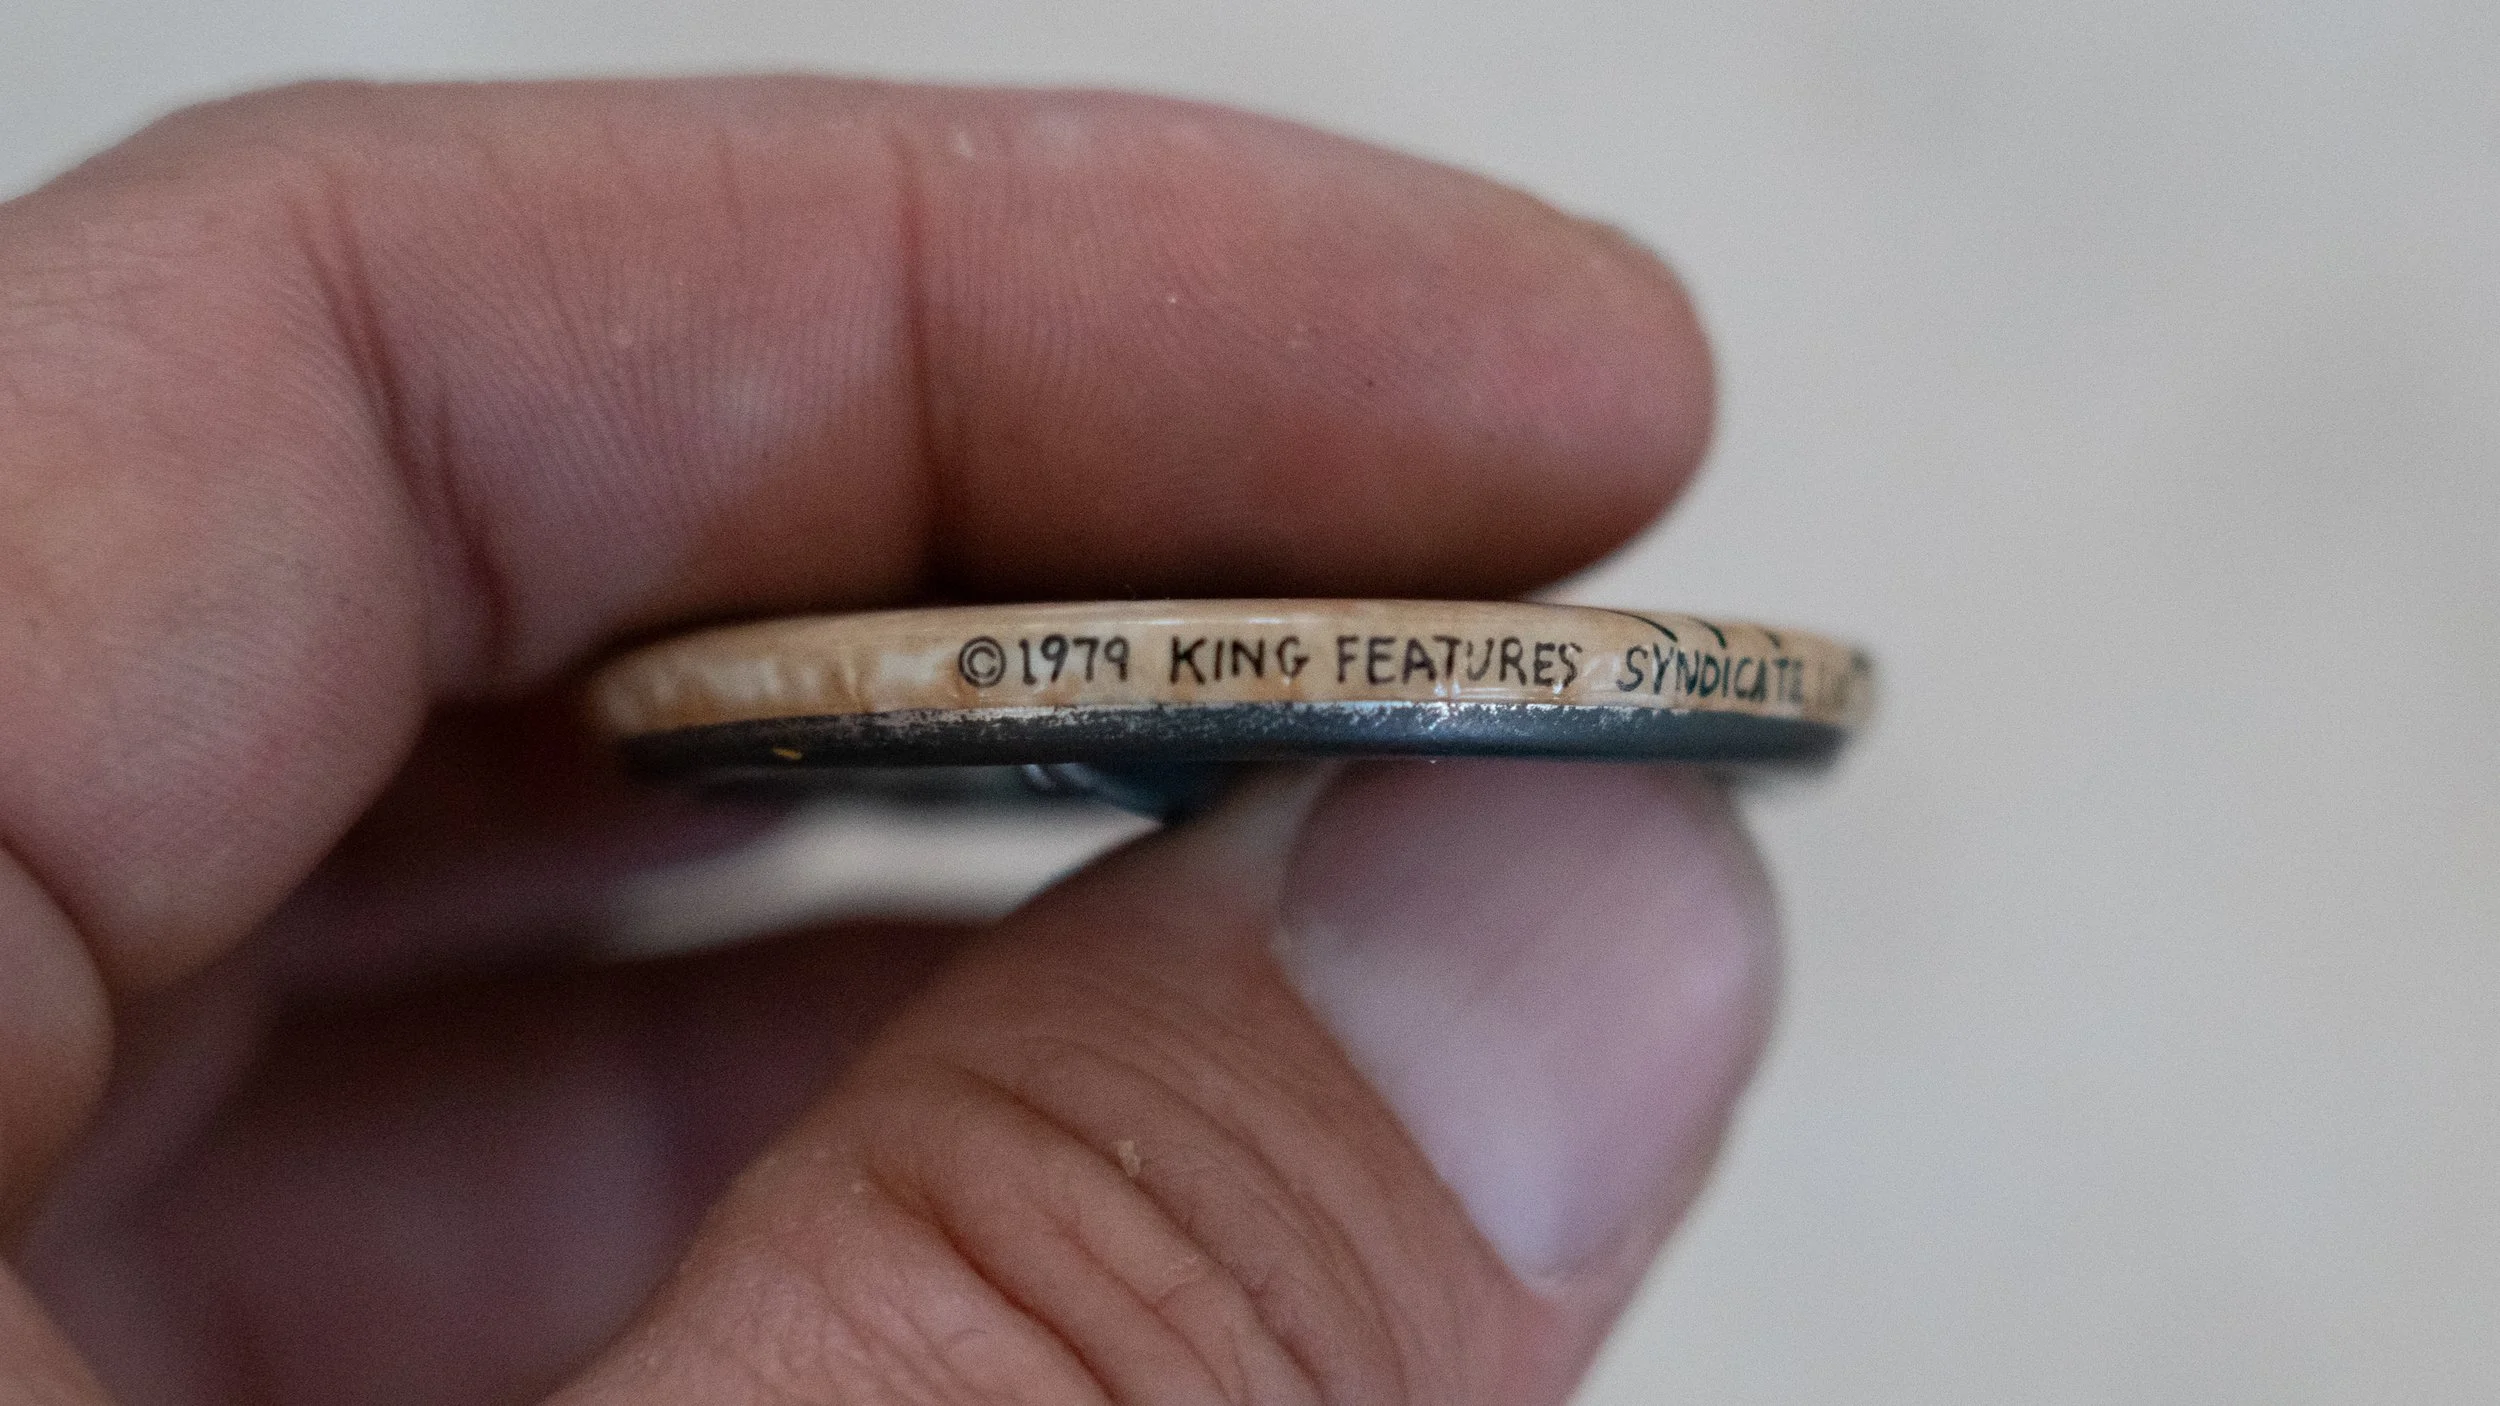 ©1979 KING FEATURES SYNDICATE